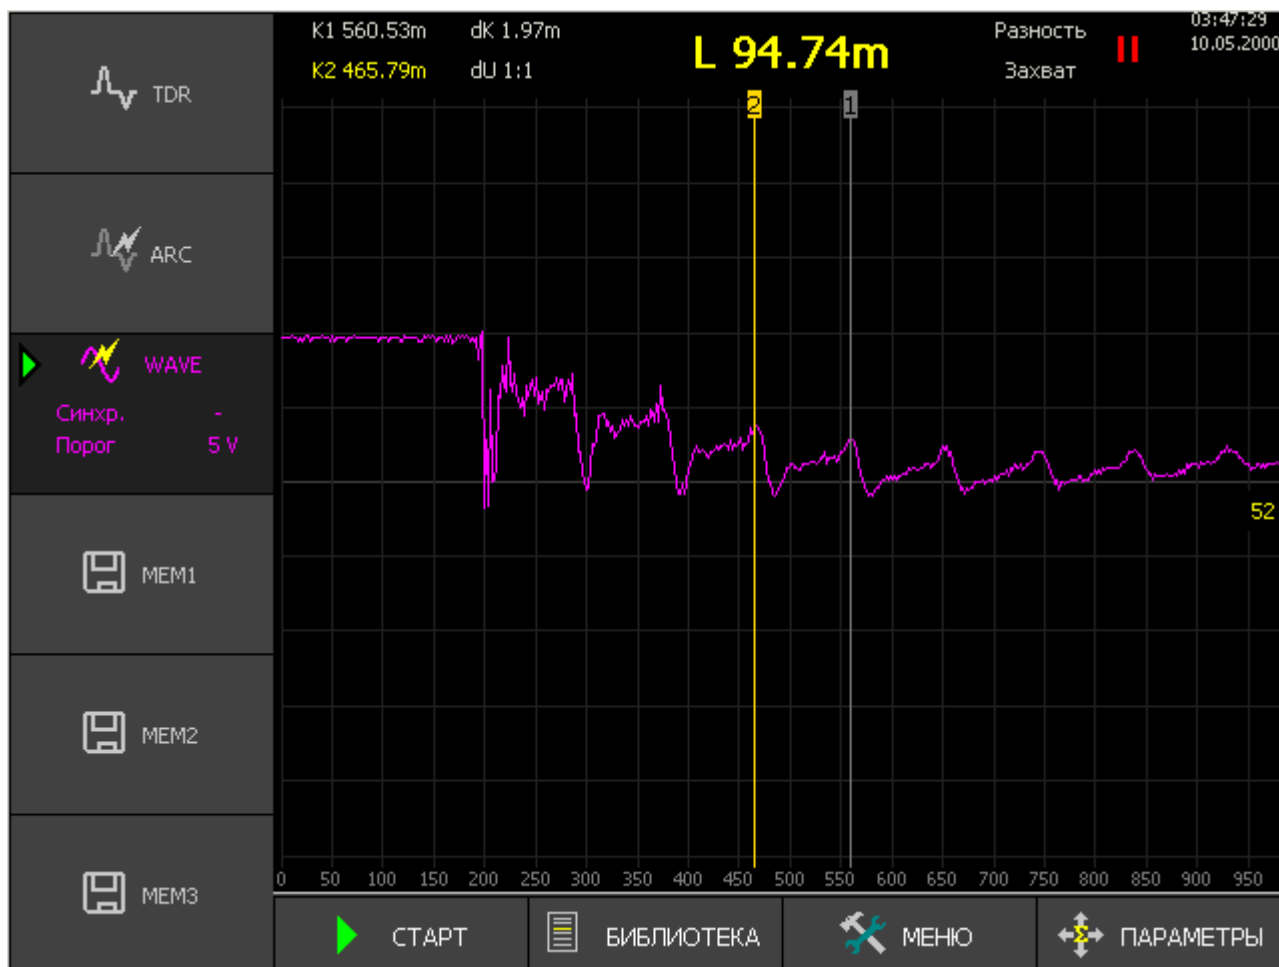 K1 560.53m dK 1.97m
K2 465.79m dU 1:1
L 94.74m
Разность
Захват
03:47:29
10.05.2000
TDR
ARC
WAVE
Синхр. -
Порог 5 V
MEM1
MEM2
MEM3
2 1
52
0 50 100 150 200 250 300 350 400 450 500 550 600 650 700 750 800 850 900 950
СТАРТ БИБЛИОТЕКА МЕНЮ ПАРАМЕТРЫ